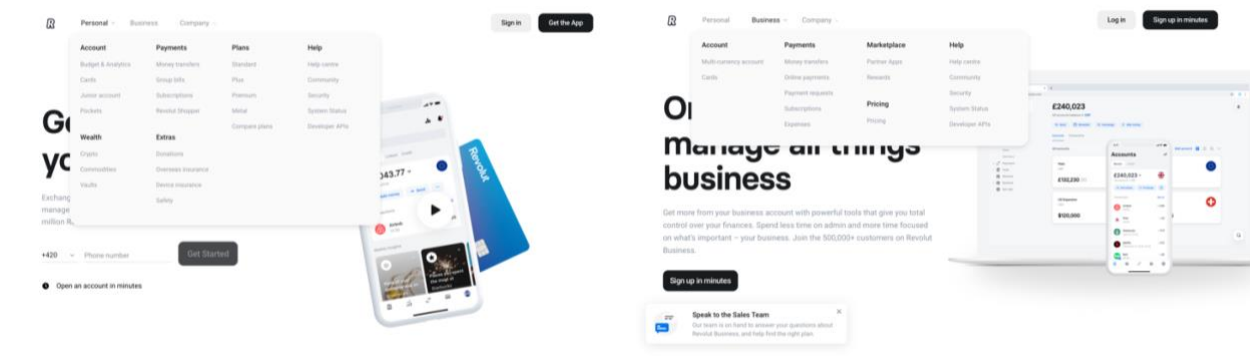 Personal
Business
Company
Sign in
Get the App
Account
Budget & Analytics
Cards
Junior account
Pockets
Wealth
Crypto
Commodities
Vaults
Payments
Money transfers
Group bills
Subscriptions
Revolut Shopper
Extras
Donations
Overseas insurance
Device insurance
Safety
Plans
Standard
Plus
Premium
Metal
Compare plans
Help
Help centre
Community
Security
System Status
Developer APIs
Ge
yo
Exchang
manage
million R
+420
Phone number
Get Started
Open an account in minutes
Revolut
Personal
Business
Company
Log in
Sign up in minutes
Account
Multi-currency account
Cards
Payments
Money transfers
Online payments
Payment requests
Subscriptions
Expenses
Marketplace
Partner Apps
Rewards
Pricing
Pricing
Help
Help centre
Community
Security
System Status
Developer APIs
manage all things
business
Get more from your business account with powerful tools that give you total
control over your finances. Spend less time on admin and more time focused
on what's important – your business. Join the 500,000+ customers on Revolut
Business.
Sign up in minutes
Speak to the Sales Team
Our team is on hand to answer your questions about
Revolut Business, and help find the right plan
£240,023
Accounts
£240,023